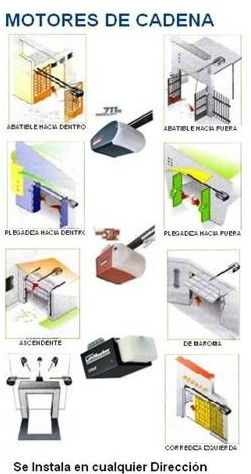 MOTORES DE CADENA
ABATIBLE HACIA DENTRO
ABATIBLE HACIA FUERA
PLEGADIZA HACIA DENTRO
PLEGADIZA HACIA FUERA
ASCENDENTE
DE MAROMA
LiftMaster
CORREDIZA IZQUIERDA
Se Instala en cualquier Dirección